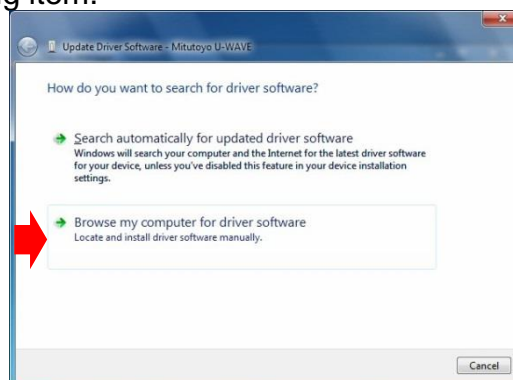 g item.
Update Driver Software - Mitutoyo U-WAVE
How do you want to search for driver software?
Search automatically for updated driver software
Windows will search your computer and the Internet for the latest driver software
for your device, unless you've disabled this feature in your device installation
settings.
Browse my computer for driver software
Locate and install driver software manually.
Cancel